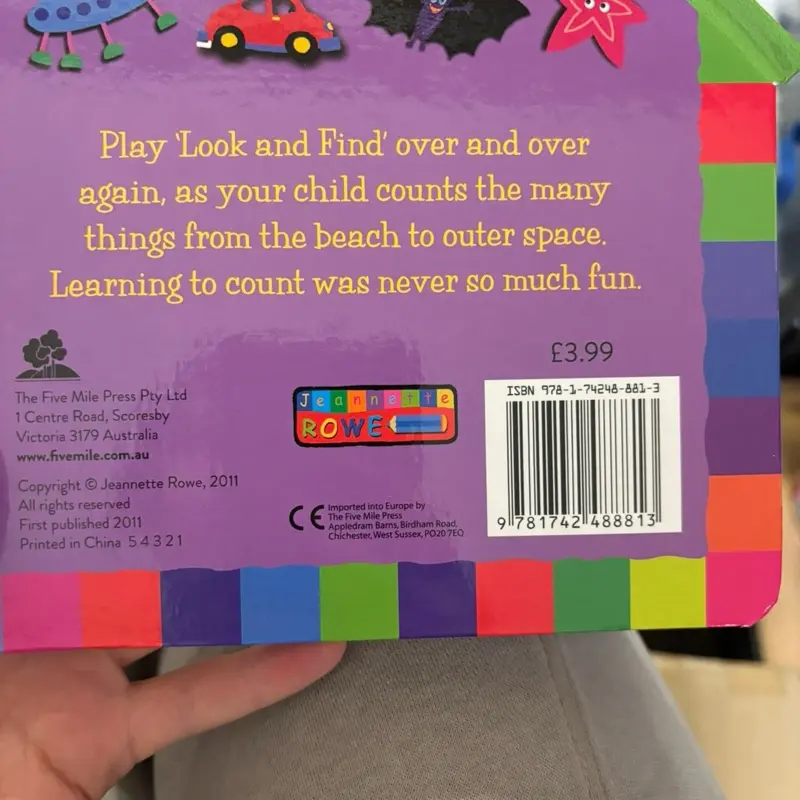 Play 'Look and Find' over and over
again, as your child counts the many
things from the beach to outer space.
Learning to count was never so much fun.
The Five Mile Press Pty Ltd
1 Centre Road, Scoresby
Victoria 3179 Australia
www.fivemile.com.au
Copyright © Jeannette Rowe, 2011
All rights reserved
First published 2011
Printed in China 5 4 3 2 1
Jeannette
ROWE
CE
Imported into Europe by
The Five Mile Press
Appledram Barns, Birdham Road,
Chichester, West Sussex, PO20 7EQ
£3.99
ISBN 978-1-74248-881-3
9 781742 488813